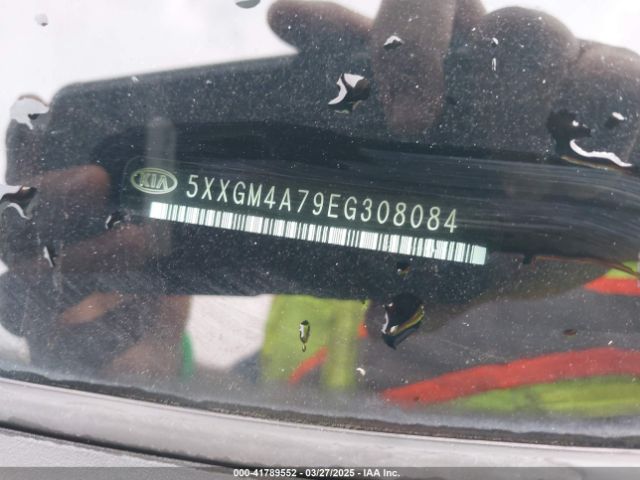 KIA 5XXGM4A79EG308084
000-41789552 — 03/27/2025 — IAA Inc.